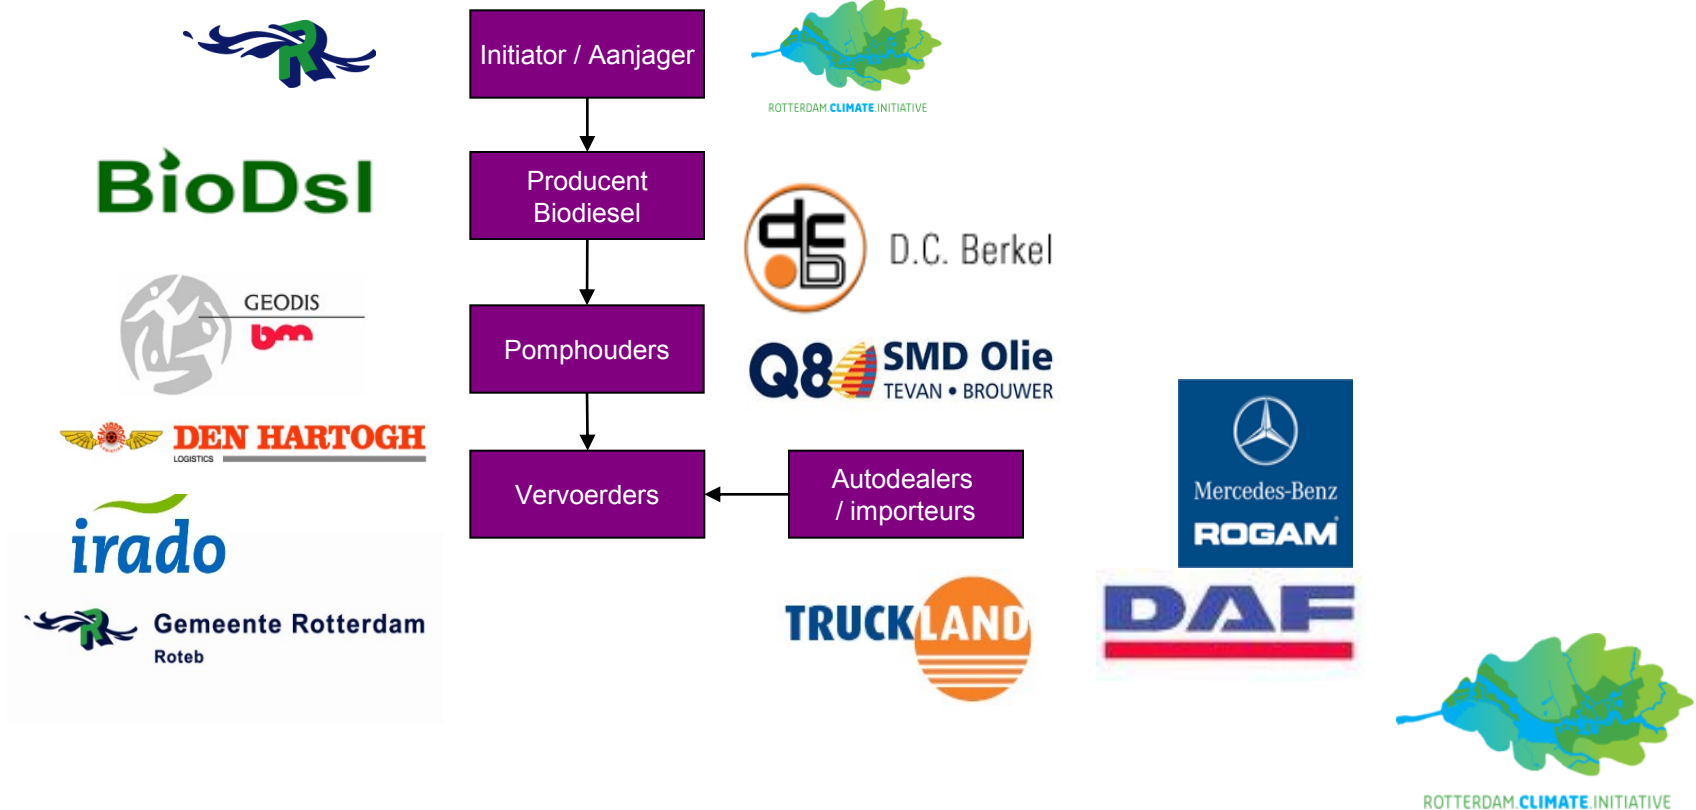 Initiator / Aanjager
ROTTERDAM.CLIMATE.INITIATIVE
BioDsl
Producent
Biodiesel
dcb
D.C. Berkel
GEODIS
bm
Pomphouders
Q8 SMD Olie
TEVAN • BROUWER
DEN HARTOGH
LOGISTICS
Vervoerders
Autodealers
/ importeurs
Mercedes-Benz
ROGAM
irado
R Gemeente Rotterdam
Roteb
TRUCKLAND
DAF
ROTTERDAM.CLIMATE.INITIATIVE